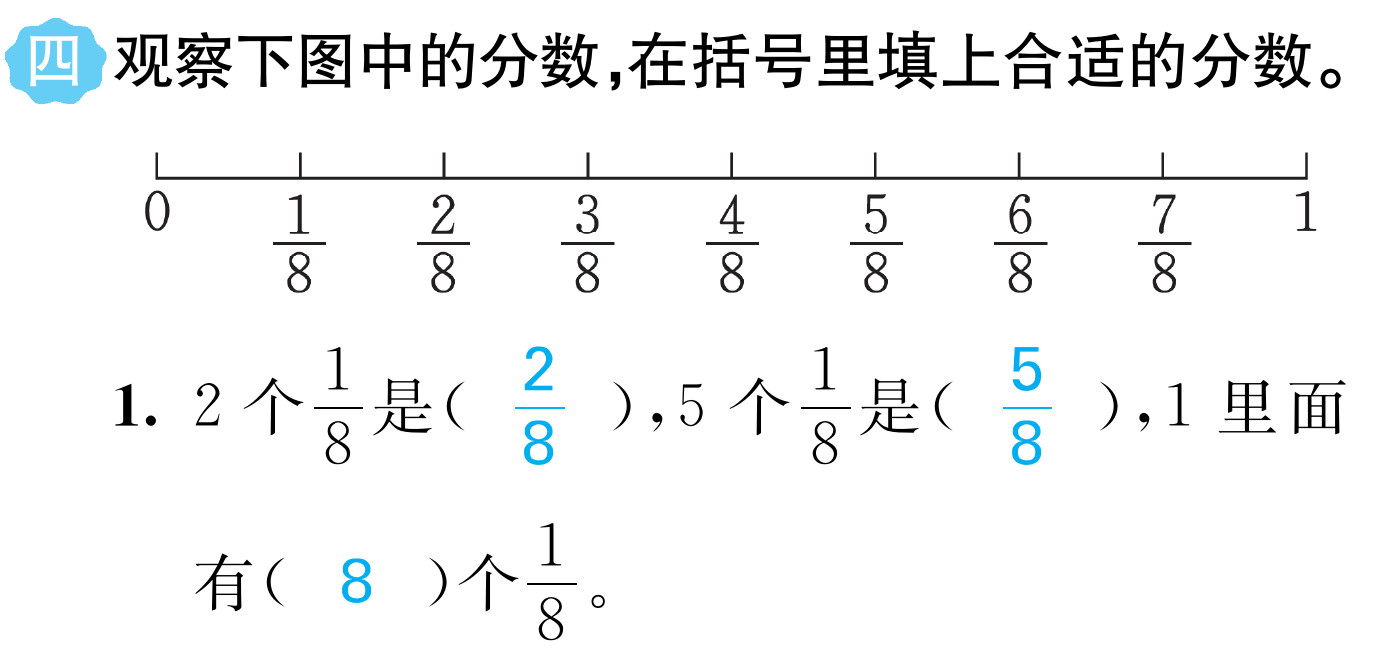 四 观察下图中的分数,在括号里填上合适的分数。
0 1/8 2/8 3/8 4/8 5/8 6/8 7/8 1
1. 2个1/8是( 2/8 ),5个1/8是( 5/8 ),1里面
有( 8 )个1/8。